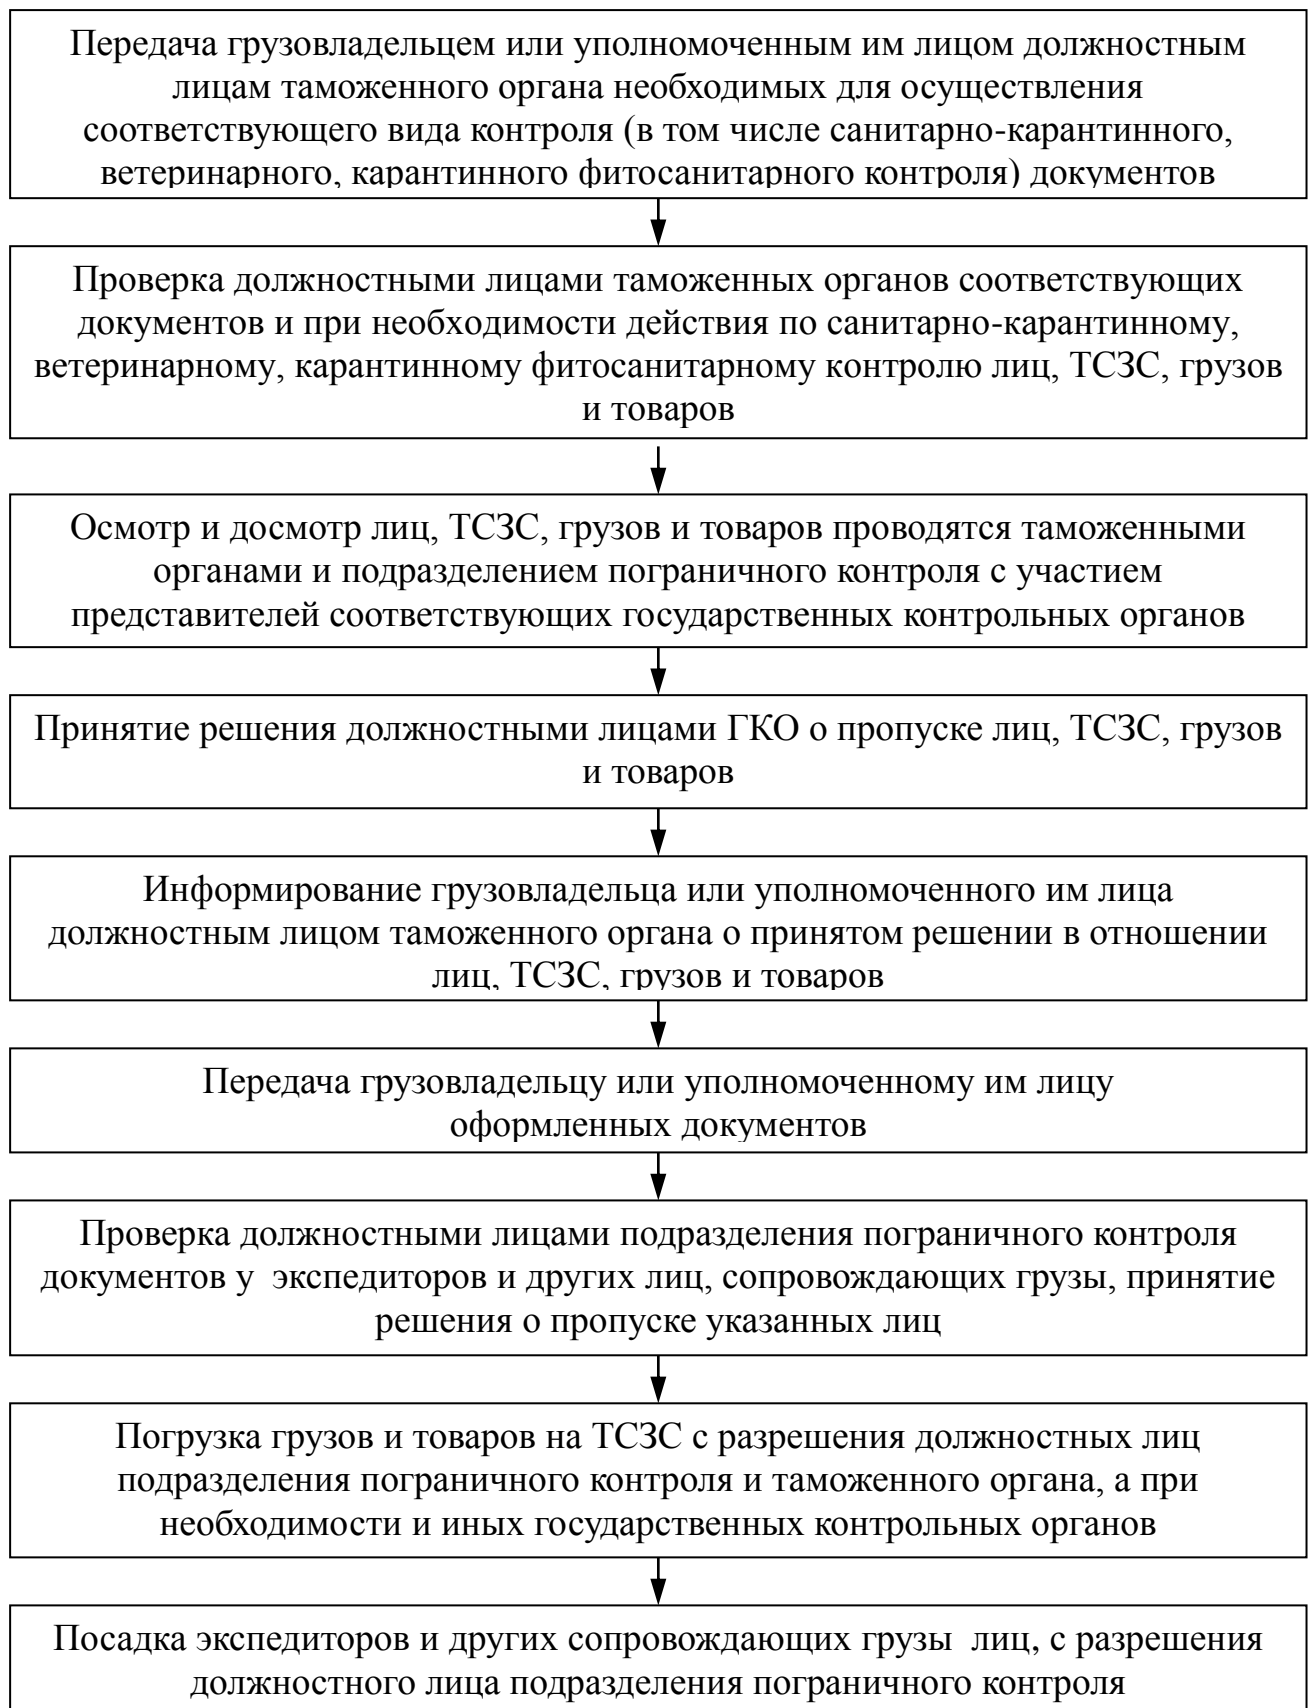 Передача грузовладельцем или уполномоченным им лицом должностным
лицам таможенного органа необходимых для осуществления
соответствующего вида контроля (в том числе санитарно-карантинного,
ветеринарного, карантинного фитосанитарного контроля) документов
Проверка должностными лицами таможенных органов соответствующих
документов и при необходимости действия по санитарно-карантинному,
ветеринарному, карантинному фитосанитарному контролю лиц, ТСЗС, грузов
и товаров
Осмотр и досмотр лиц, ТСЗС, грузов и товаров проводятся таможенными
органами и подразделением пограничного контроля с участием
представителей соответствующих государственных контрольных органов
Принятие решения должностными лицами ГКО о пропуске лиц, ТСЗС, грузов
и товаров
Информирование грузовладельца или уполномоченного им лица
должностным лицом таможенного органа о принятом решении в отношении
лиц, ТСЗС, грузов и товаров
Передача грузовладельцу или уполномоченному им лицу
оформленных документов
Проверка должностными лицами подразделения пограничного контроля
документов у экспедиторов и других лиц, сопровождающих грузы, принятие
решения о пропуске указанных лиц
Погрузка грузов и товаров на ТСЗС с разрешения должностных лиц
подразделения пограничного контроля и таможенного органа, а при
необходимости и иных государственных контрольных органов
Посадка экспедиторов и других сопровождающих грузы лиц, с разрешения
должностного лица подразделения пограничного контроля